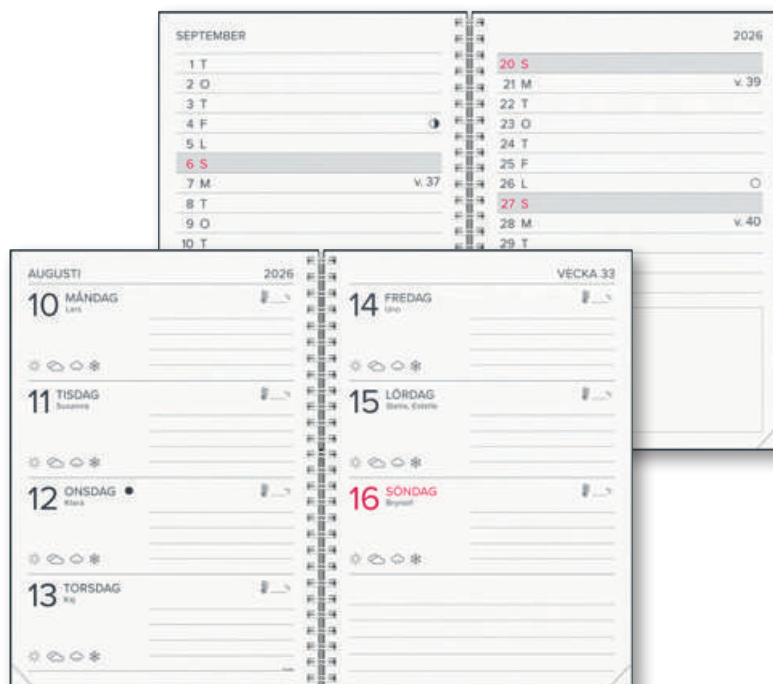 SEPTEMBER
1 T
2 O
3 T
4 F
5 L
6 S
7 M v. 37
8 T
9 O
10 T
2026
20 S
21 M v. 39
22 T
23 O
24 T
25 F
26 L
27 S
28 M v. 40
29 T
AUGUSTI 2026
10 MÅNDAG
Lars
11 TISDAG
Susanna
12 ONSDAG
Klara
13 TORSDAG
Kaj
VECKA 33
14 FREDAG
Uno
15 LÖRDAG
Stella, Estelle
16 SÖNDAG
Brynolf